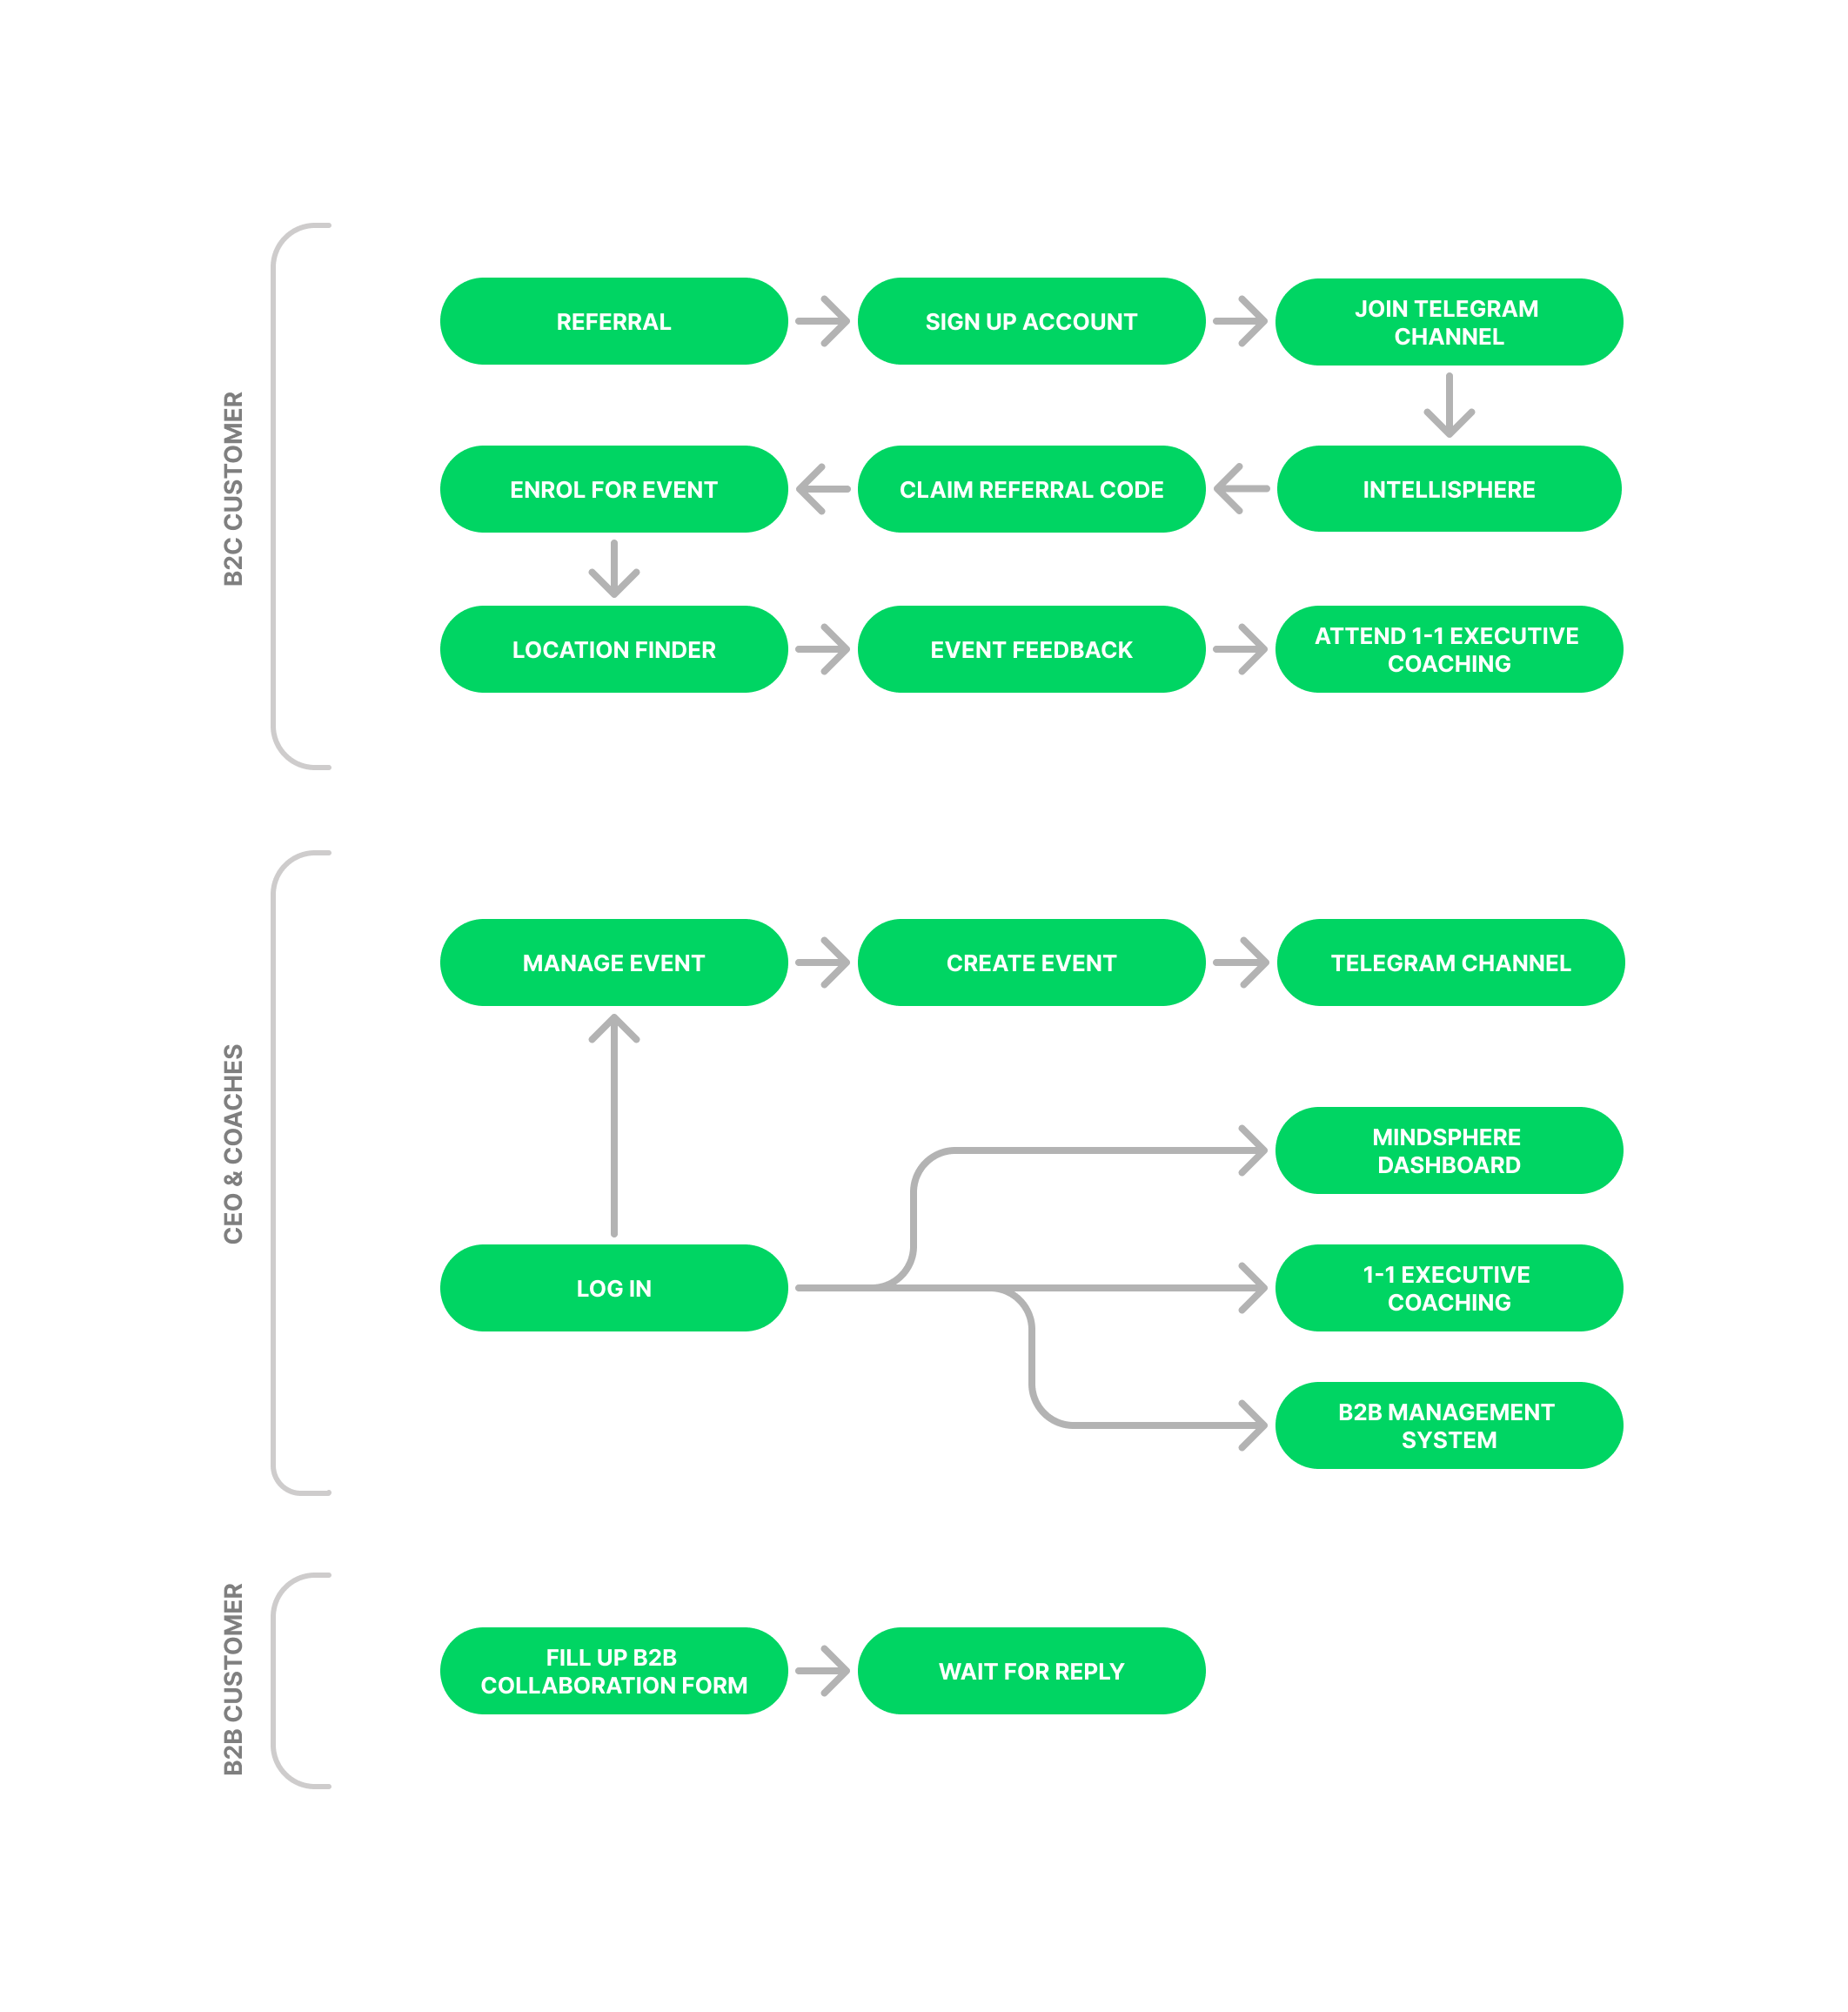 B2C CUSTOMER
REFERRAL
SIGN UP ACCOUNT
JOIN TELEGRAM
CHANNEL
INTELLISPHERE
CLAIM REFERRAL CODE
ENROL FOR EVENT
LOCATION FINDER
EVENT FEEDBACK
ATTEND 1-1 EXECUTIVE
COACHING
CEO & COACHES
MANAGE EVENT
CREATE EVENT
TELEGRAM CHANNEL
LOG IN
MINDSPHERE
DASHBOARD
1-1 EXECUTIVE
COACHING
B2B MANAGEMENT
SYSTEM
B2B CUSTOMER
FILL UP B2B
COLLABORATION FORM
WAIT FOR REPLY